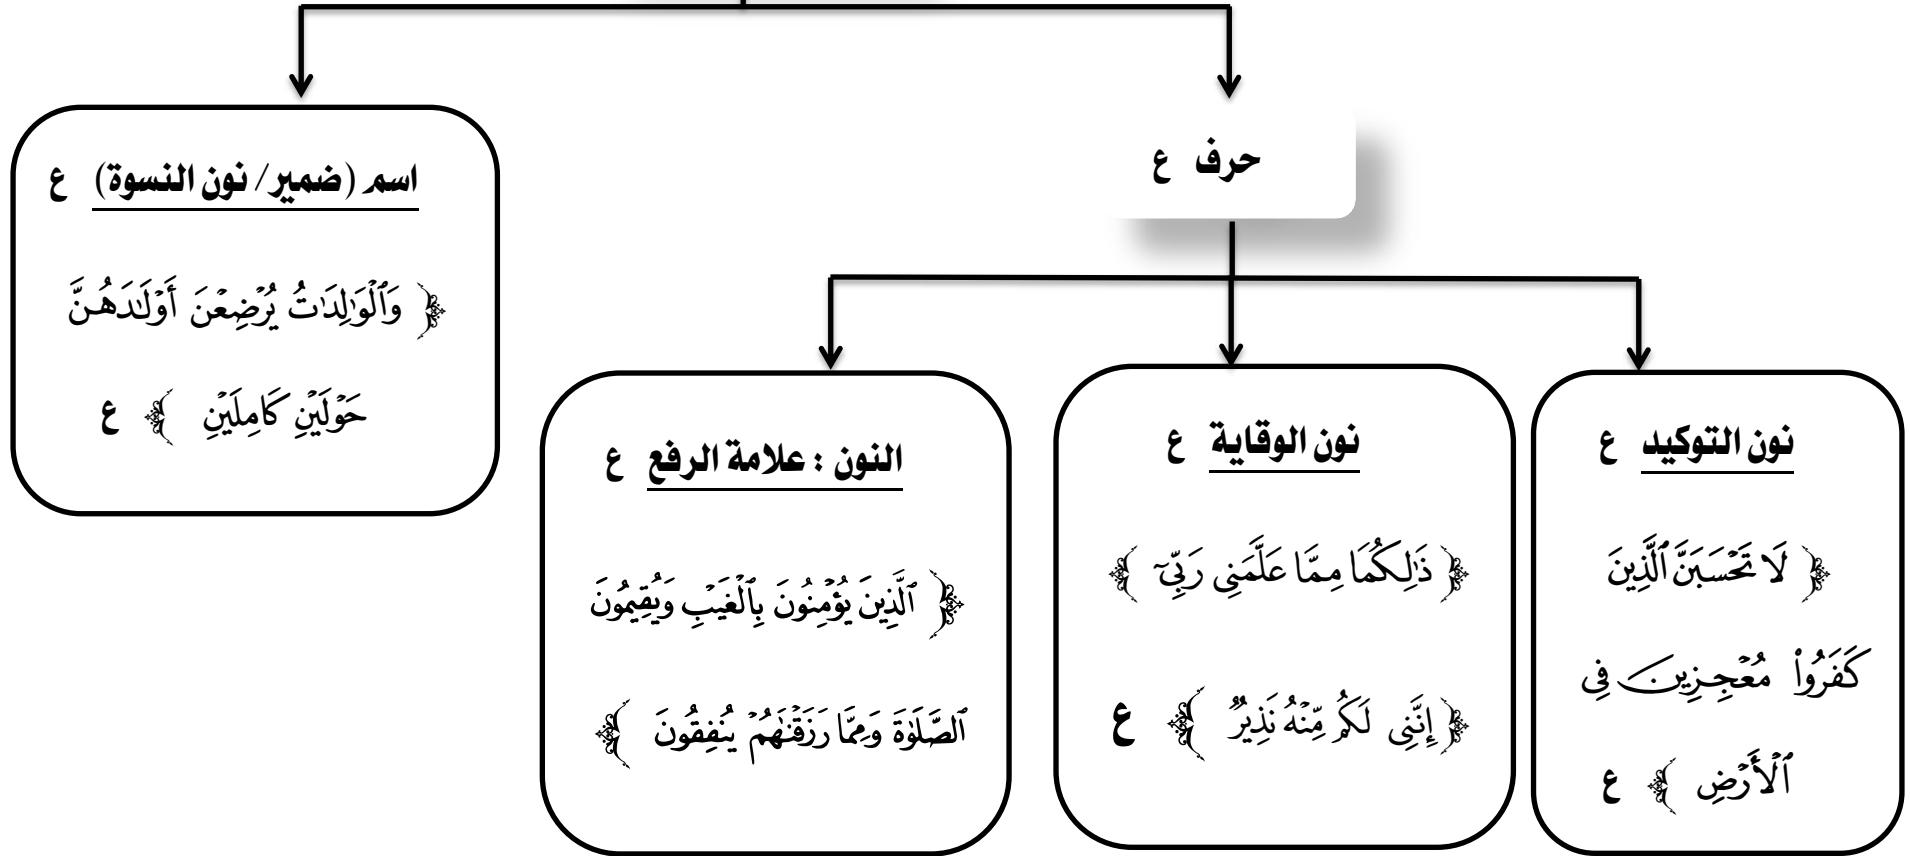 حرف ع
اسم (ضمير/ نون النسوة) ع
﴿ وَٱلْوَٰلِدَٰتُ يُرْضِعْنَ أَوْلَٰدَهُنَّ
حَوْلَيْنِ كَامِلَيْنِ ﴾ ع
نون التوكيد ع
﴿ لَا تَحْسَبَنَّ ٱلَّذِينَ
كَفَرُوا۟ مُعْجِزِينَ فِى
ٱلْأَرْضِ ﴾ ع
نون الوقاية ع
﴿ ذَٰلِكُمَا مِمَّا عَلَّمَنِى رَبِّىٓ ﴾
﴿ إِنَّنِى لَكُم مِّنْهُ نَذِيرٌ ﴾ ع
النون : علامة الرفع ع
﴿ ٱلَّذِينَ يُؤْمِنُونَ بِٱلْغَيْبِ وَيُقِيمُونَ
ٱلصَّلَوٰةَ وَمِمَّا رَزَقْنَٰهُمْ يُنفِقُونَ ﴾